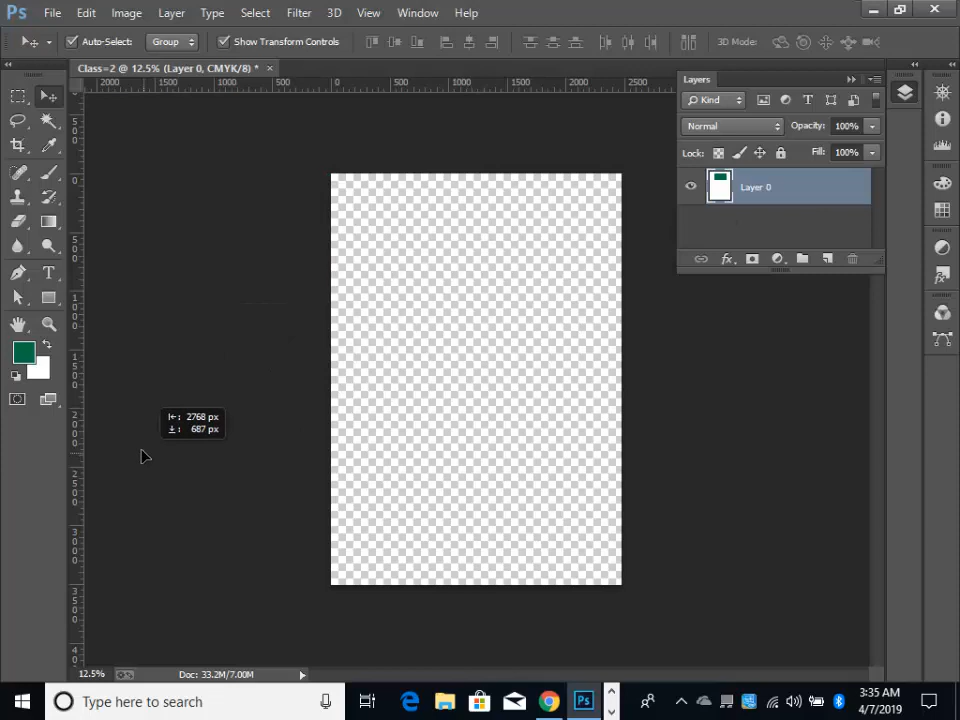 Ps File Edit Image Layer Type Select Filter 3D View Window Help
Auto-Select: Group Show Transform Controls 3D Mode:
Class=2 @ 12.5% (Layer 0, CMYK/8) * ×
2000 1500 1000 500 0 500 1000 1500 2000 2500
Layers
Kind
Normal Opacity: 100%
Lock: Fill: 100%
Layer 0
fx
2768 px
687 px
12.5% Doc: 33.2M/7.00M
Type here to search
Ps
3:35 AM
4/7/2019